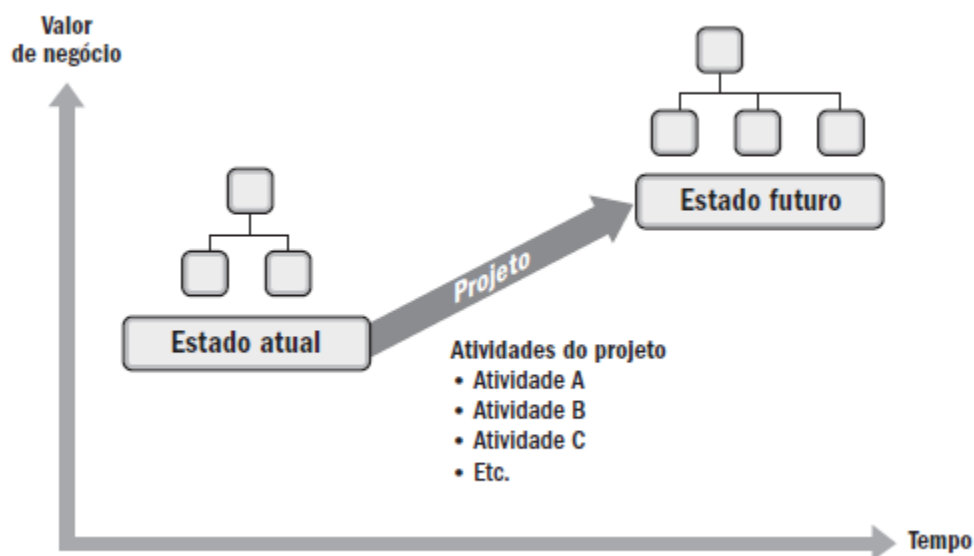 Valor
de negócio
Estado futuro
Projeto
Estado atual
Atividades do projeto
• Atividade A
• Atividade B
• Atividade C
• Etc.
Tempo